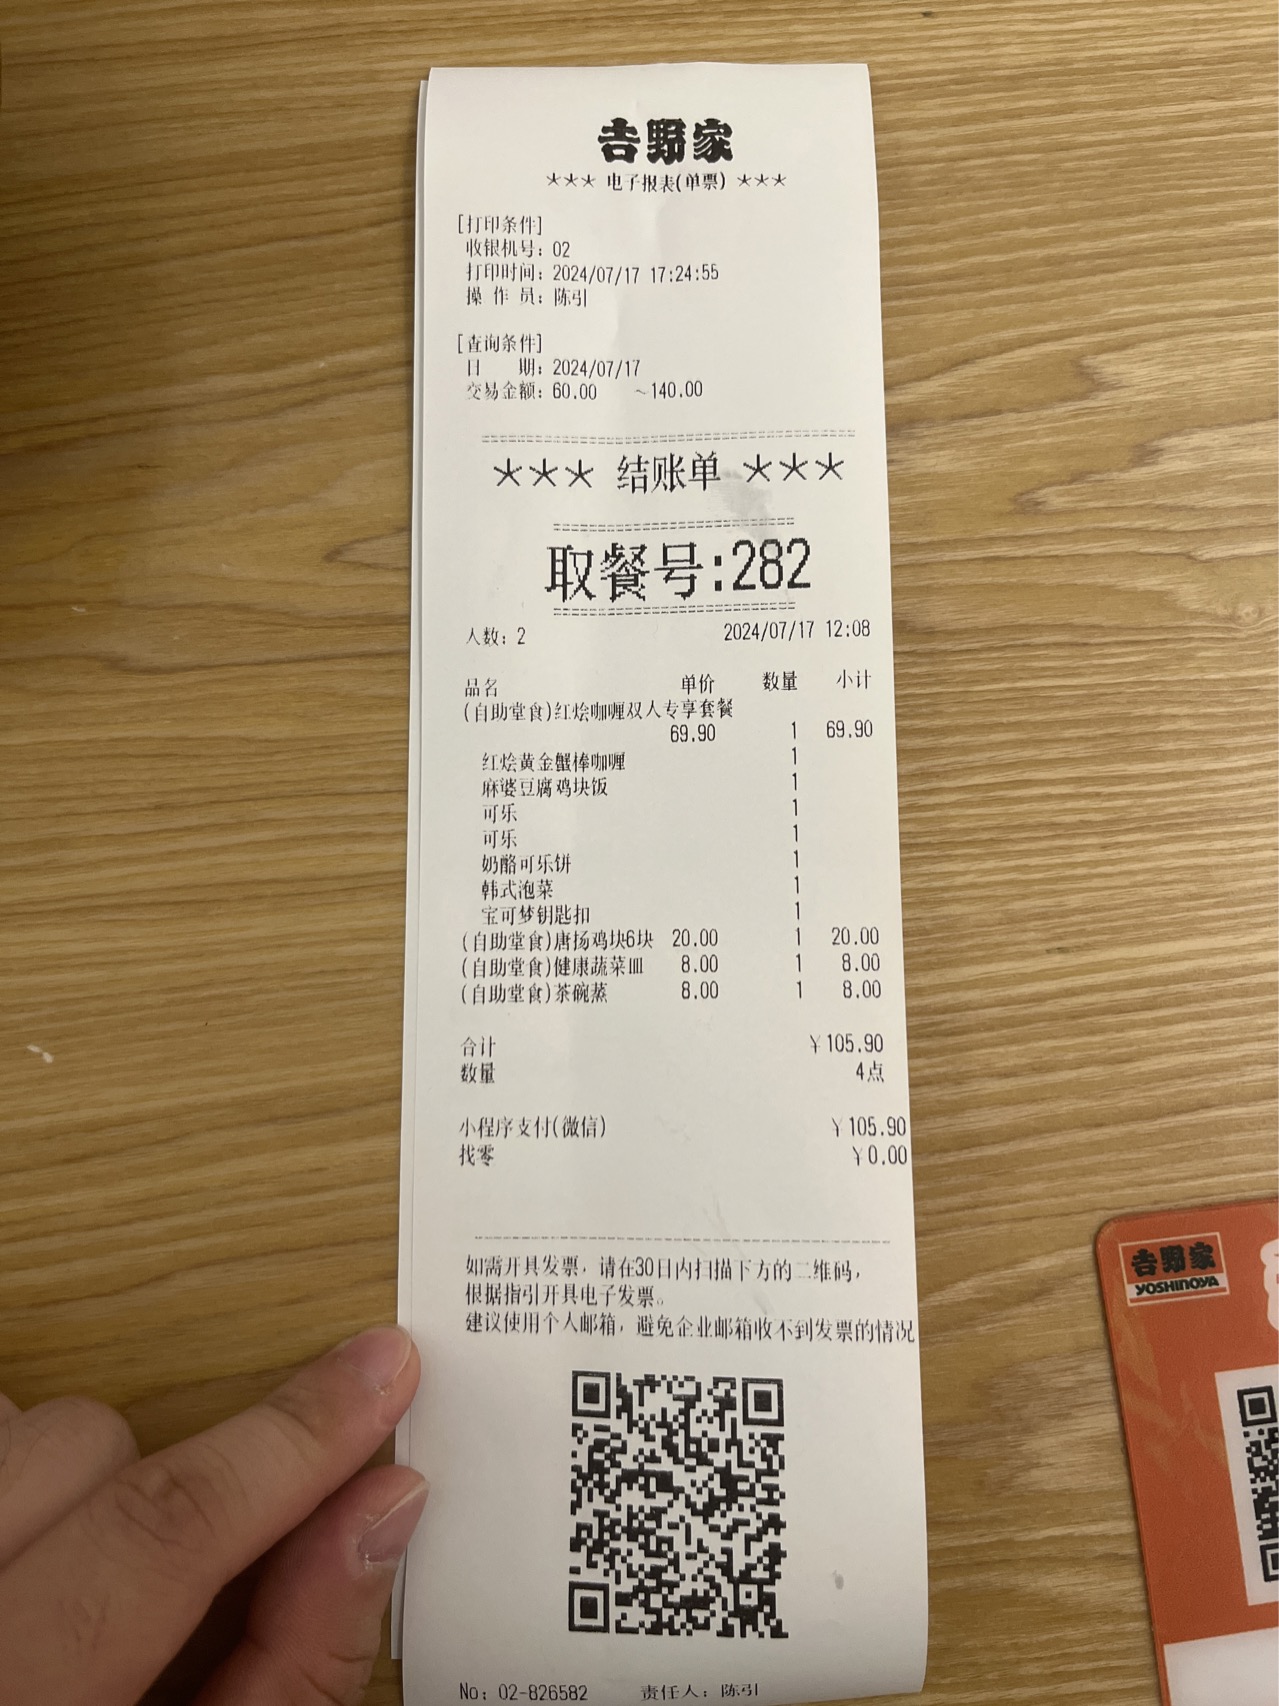 吉野家
*** 电子报表(单票) ***
[打印条件]
收银机号: 02
打印时间: 2024/07/17 17:24:55
操 作 员: 陈引
[查询条件]
日 期: 2024/07/17
交易金额: 60.00 ~140.00
*** 结账单 ***
取餐号:282
人数: 2 2024/07/17 12:08
品名 单价 数量 小计
(自助堂食)红烩咖喱双人专享套餐
69.90 1 69.90
红烩黄金蟹棒咖喱 1
麻婆豆腐鸡块饭 1
可乐 1
可乐 1
奶酪可乐饼 1
韩式泡菜 1
宝可梦钥匙扣 1
(自助堂食)唐扬鸡块6块 20.00 1 20.00
(自助堂食)健康蔬菜皿 8.00 1 8.00
(自助堂食)茶碗蒸 8.00 1 8.00
合计 ¥105.90
数量 4点
小程序支付(微信) ¥105.90
找零 ¥0.00
如需开具发票，请在30日内扫描下方的二维码，
根据指引开具电子发票。
建议使用个人邮箱，避免企业邮箱收不到发票的情况
No: 02-826582 责任人: 陈引
吉野家
YOSHINOYA